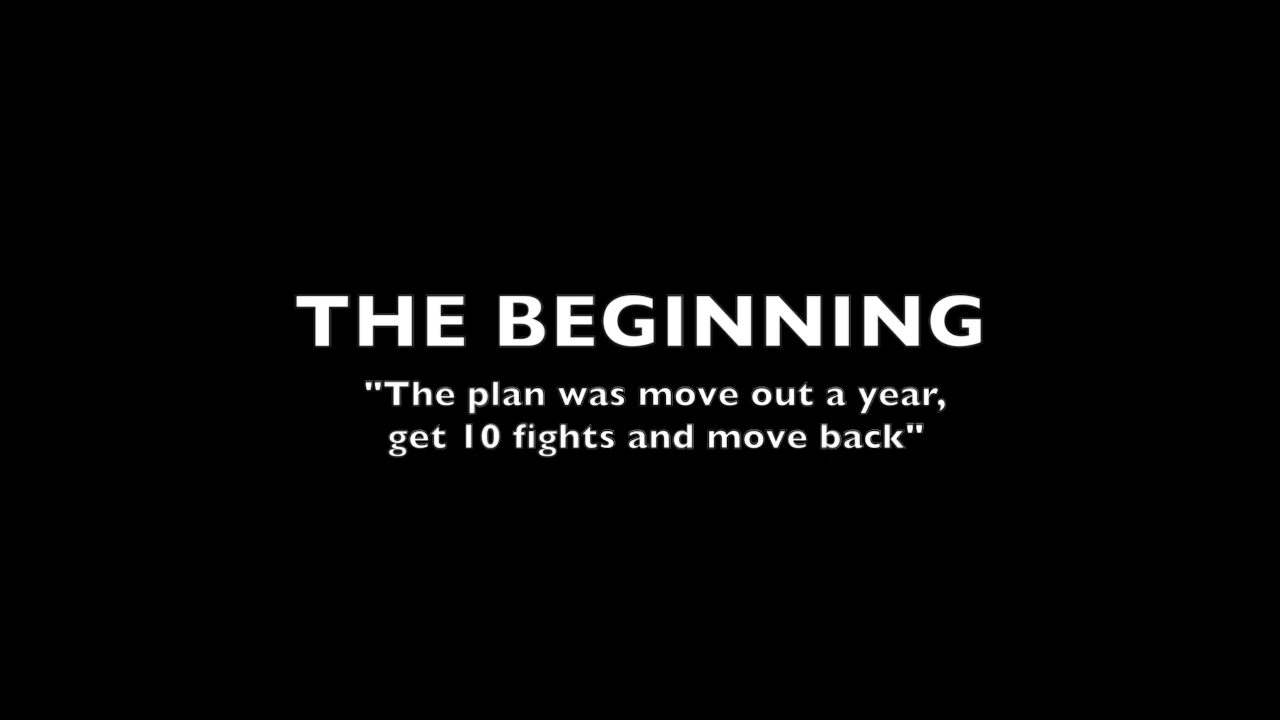 THE BEGINNING
"The plan was move out a year,
get 10 fights and move back"